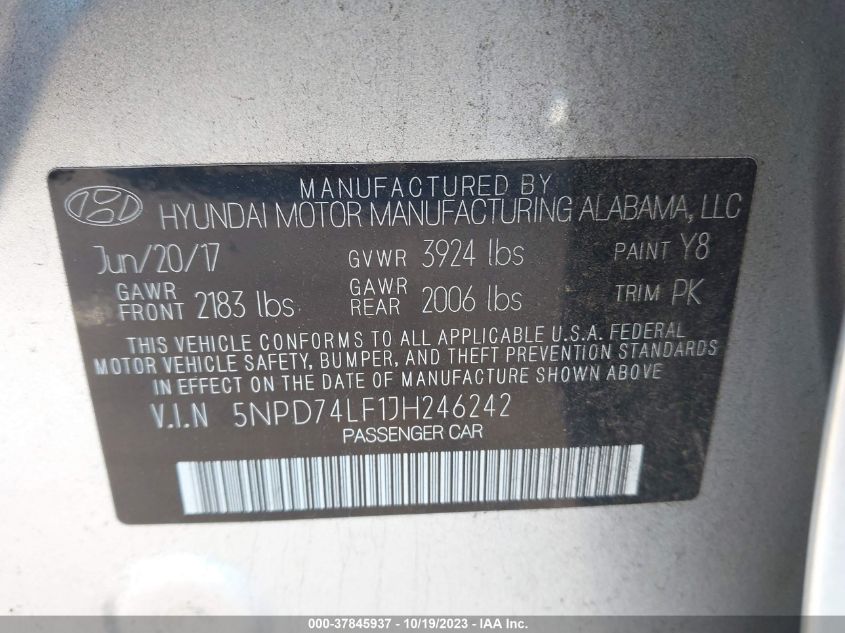 MANUFACTURED BY
HYUNDAI MOTOR MANUFACTURING ALABAMA, LLC
Jun/20/17 GVWR 3924 lbs PAINT Y8
GAWR FRONT 2183 lbs GAWR REAR 2006 lbs TRIM PK
THIS VEHICLE CONFORMS TO ALL APPLICABLE U.S.A. FEDERAL
MOTOR VEHICLE SAFETY, BUMPER, AND THEFT PREVENTION STANDARDS
IN EFFECT ON THE DATE OF MANUFACTURE SHOWN ABOVE
V.I.N 5NPD74LF1JH246242
PASSENGER CAR
000-37845937 - 10/19/2023 - IAA Inc.